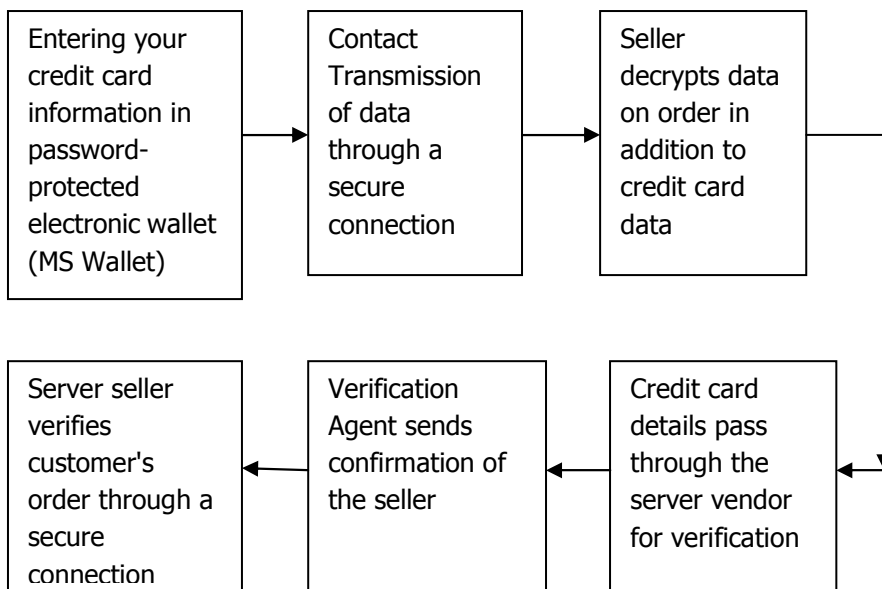 Entering your
credit card
information in
password-
protected
electronic wallet
(MS Wallet)
Contact
Transmission
of data
through a
secure
connection
Seller
decrypts data
on order in
addition to
credit card
data
Credit card
details pass
through the
server vendor
for verification
Verification
Agent sends
confirmation of
the seller
Server seller
verifies
customer's
order through a
secure
connection